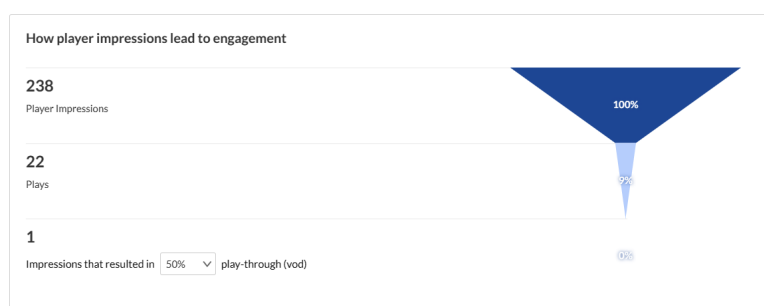 How player impressions lead to engagement
238
Player Impressions
100%
22
Plays
9%
1
Impressions that resulted in 50% play-through (vod)
0%